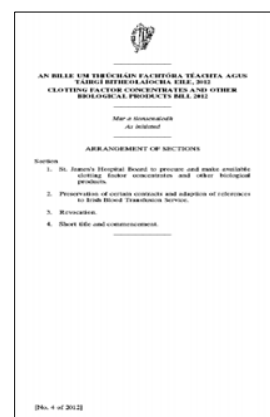 AN BILLE UM THIÚCHÁIN FACHTÓRA TÉACHTA AGUS
TÁIRGÍ BITHEOLAÍOCHA EILE, 2012
CLOTTING FACTOR CONCENTRATES AND OTHER
BIOLOGICAL PRODUCTS BILL 2012
Mar a tionscnaíodh
As initiated
ARRANGEMENT OF SECTIONS
Section
1. St. James's Hospital Board to procure and make available
clotting factor concentrates and other biological
products.
2. Preservation of certain contracts and adaption of references
to Irish Blood Transfusion Service.
3. Revocation.
4. Short title and commencement.
[No. 4 of 2012]